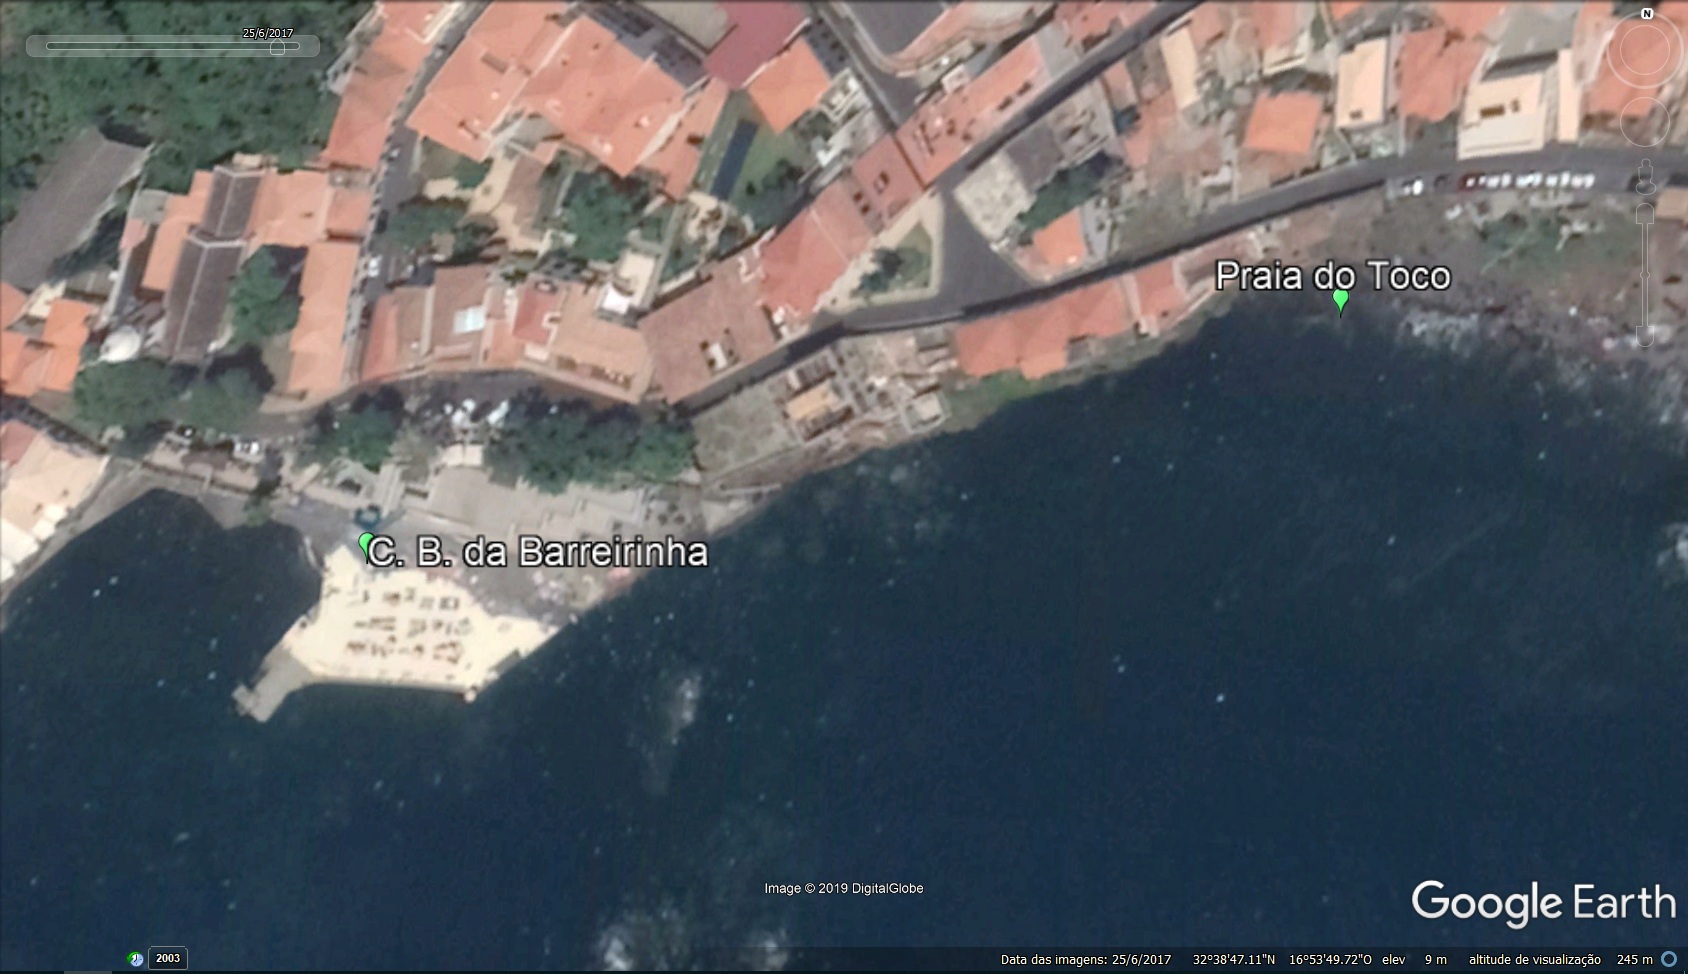 25/6/2017
N
Praia do Toco
C. B. da Barreirinha
Image © 2019 DigitalGlobe
Google Earth
2003
Data das imagens: 25/6/2017 32°38'47.11"N 16°53'49.72"O elev 9 m altitude de visualização 245 m